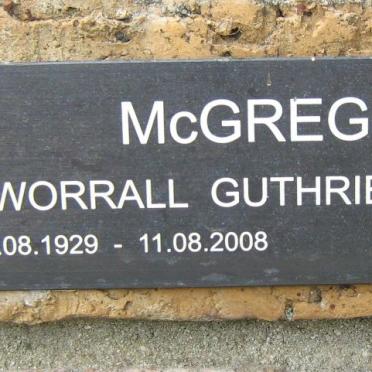 McGREG
WORRALL GUTHRIE
.08.1929 - 11.08.2008